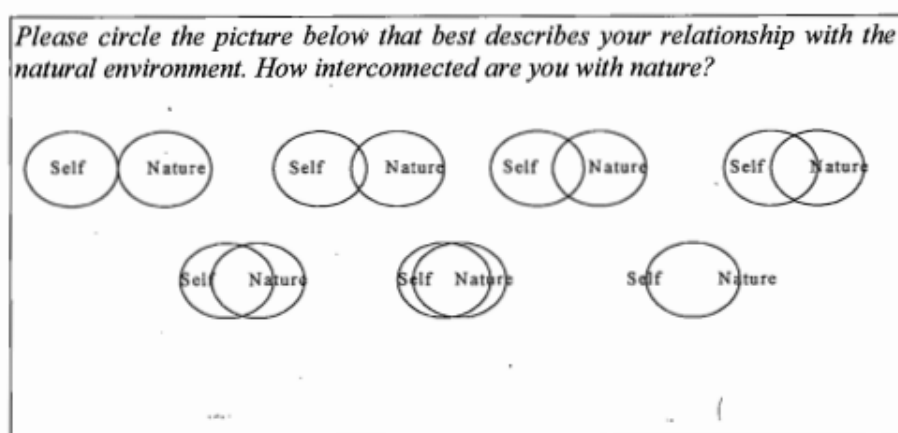 Please circle the picture below that best describes your relationship with the
natural environment. How interconnected are you with nature?
Self Nature Self Nature Self Nature Self Nature
Self Nature Self Nature Self Nature